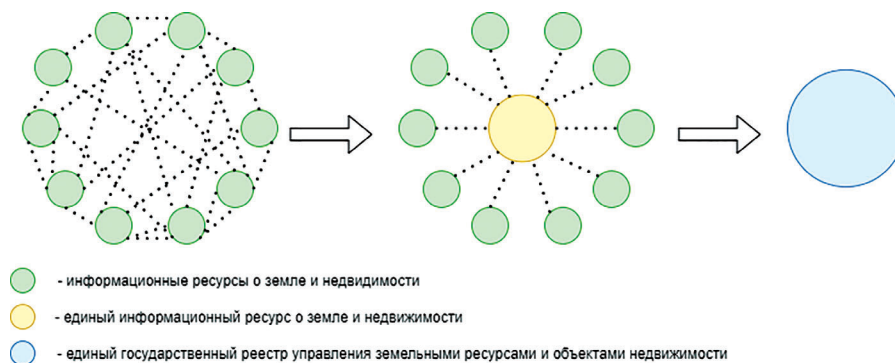 - информационные ресурсы о земле и недвидимости
- единый информационный ресурс о земле и недвижимости
- единый государственный реестр управления земельными ресурсами и объектами недвижимости